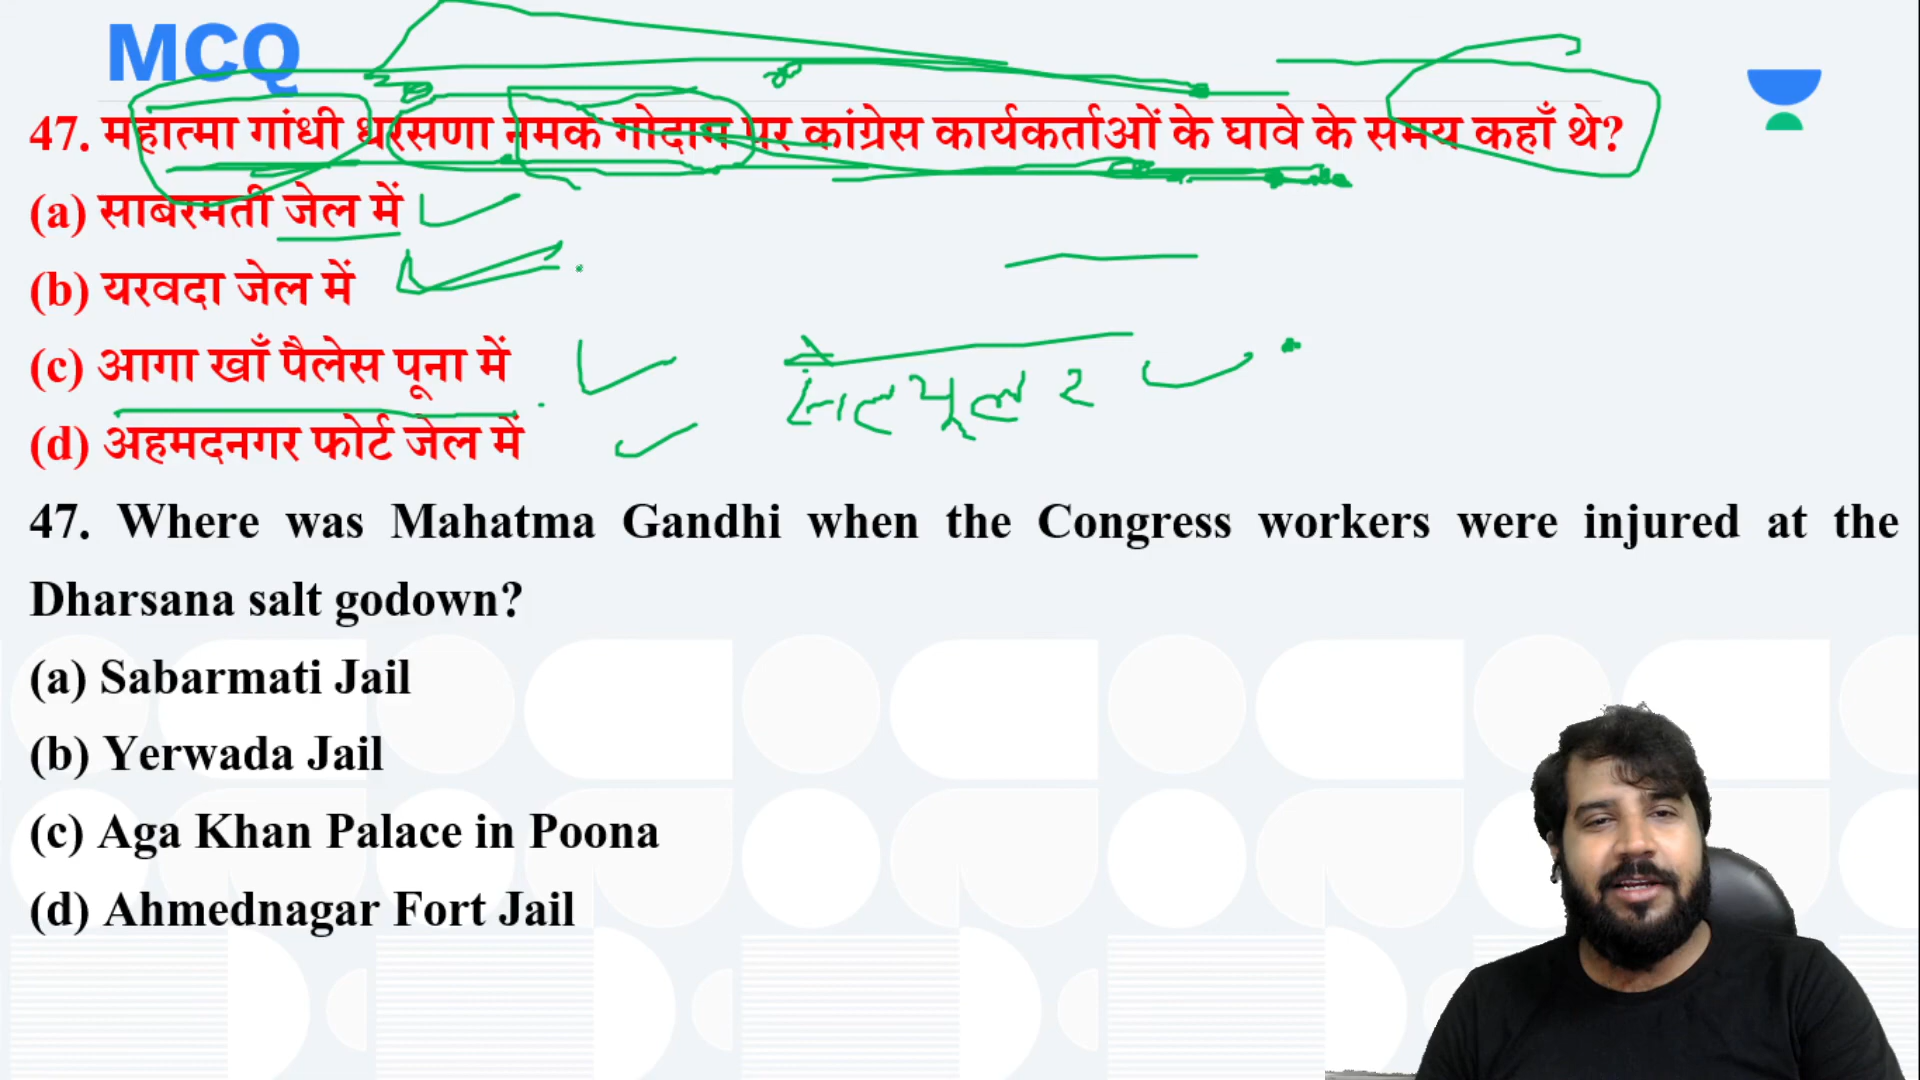 MCQ
47. महात्मा गांधी धरसणा नमक गोदाम पर कांग्रेस कार्यकर्ताओं के घावे के समय कहाँ थे?
(a) साबरमती जेल में
(b) यरवदा जेल में
(c) आगा खाँ पैलेस पूना में
(d) अहमदनगर फोर्ट जेल में
47. Where was Mahatma Gandhi when the Congress workers were injured at the
Dharsana salt godown?
(a) Sabarmati Jail
(b) Yerwada Jail
(c) Aga Khan Palace in Poona
(d) Ahmednagar Fort Jail